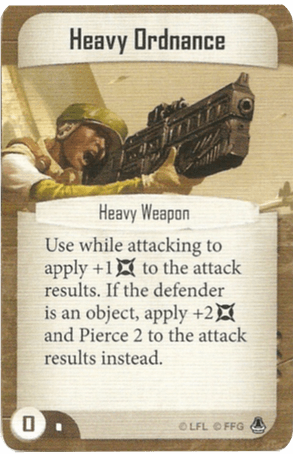 Heavy Ordnance
Heavy Weapon
Use while attacking to
apply +1 to the attack
results. If the defender
is an object, apply +2
and Pierce 2 to the attack
results instead.
0
© LFL © FFG